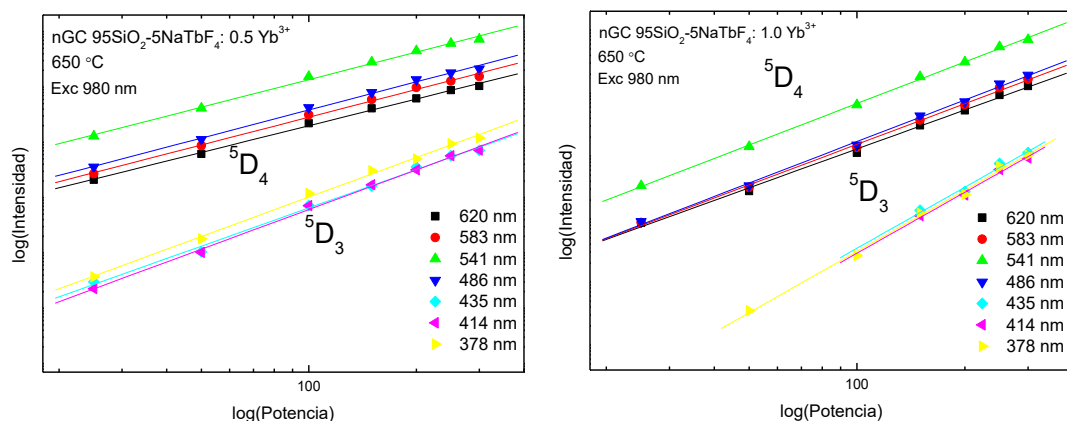 nGC 95SiO₂-5NaTbF₄: 0.5 Yb³⁺
650 °C
Exc 980 nm
⁵D₄
⁵D₃
620 nm
583 nm
541 nm
486 nm
435 nm
414 nm
378 nm
100
log(Potencia)
log(Intensidad)
nGC 95SiO₂-5NaTbF₄: 1.0 Yb³⁺
650 °C
Exc 980 nm
⁵D₄
⁵D₃
620 nm
583 nm
541 nm
486 nm
435 nm
414 nm
378 nm
100
log(Potencia)
log(Intensidad)